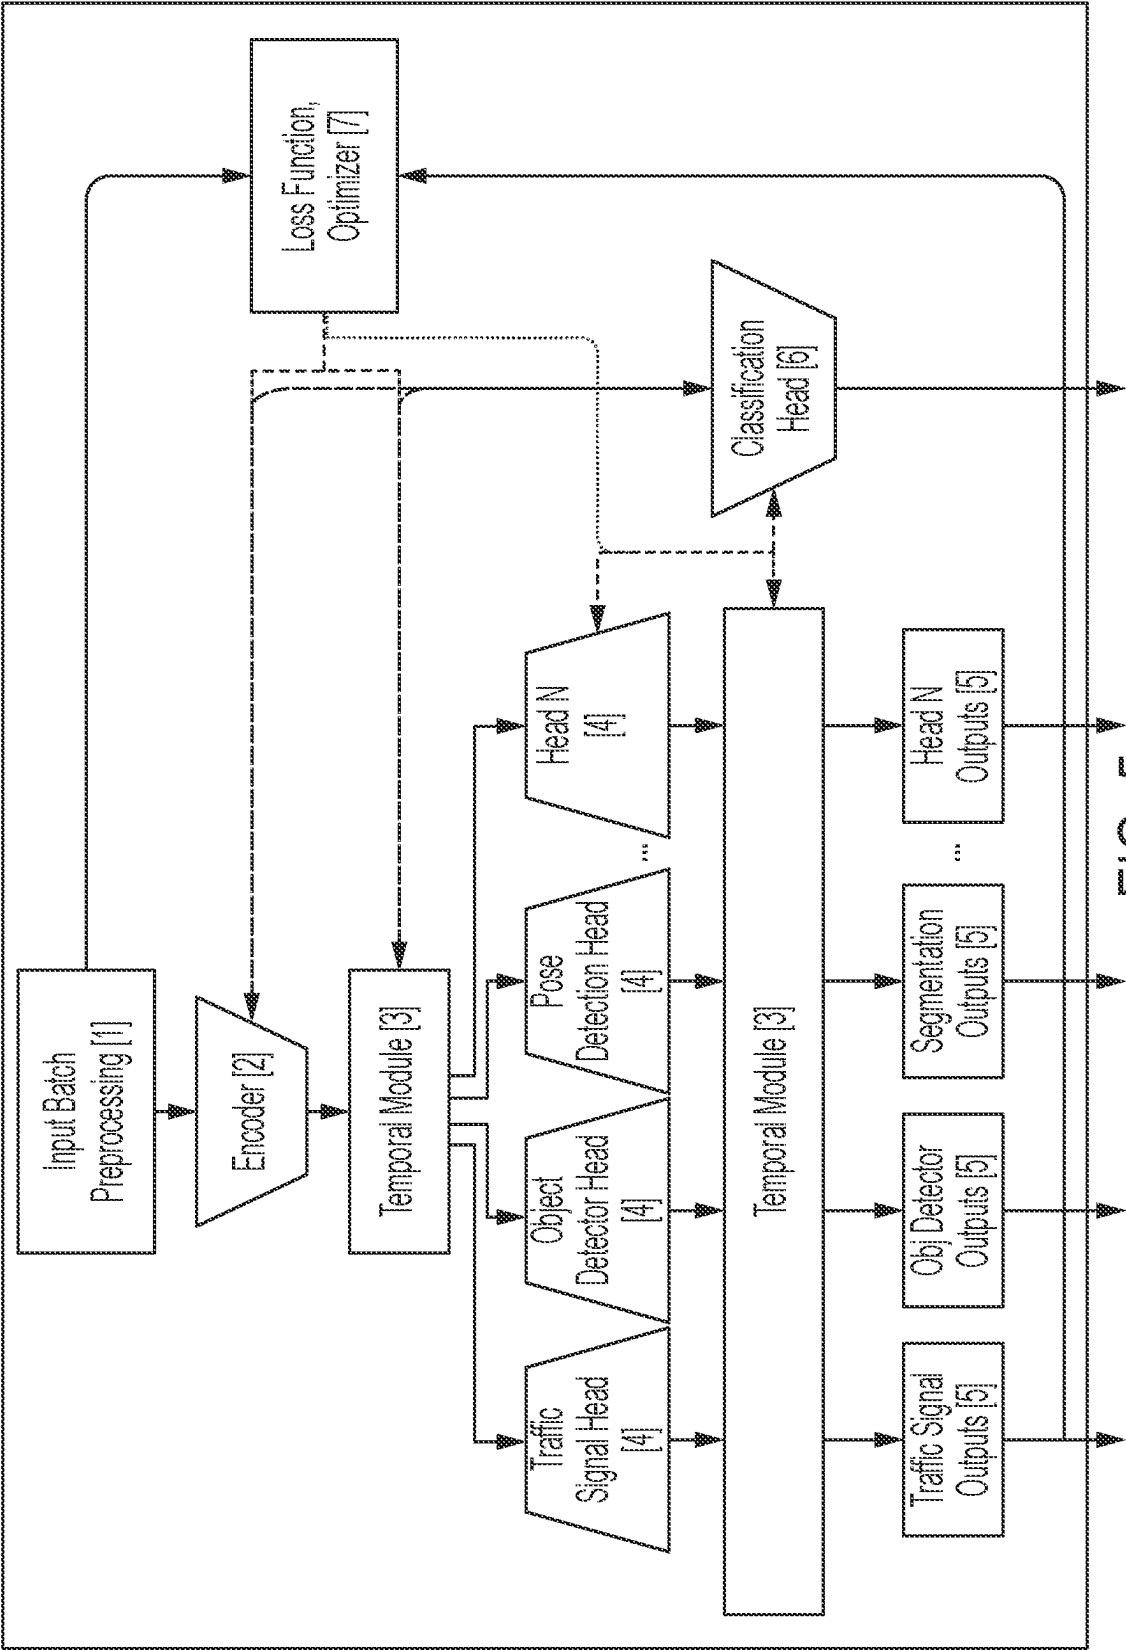 Input Batch
Preprocessing [1]
Encoder [2]
Temporal Module [3]
Loss Function,
Optimizer [7]
Traffic
Signal Head
[4]
Object
Detector Head
[4]
Pose
Detection Head
[4]
...
Head N
[4]
Classification
Head [6]
Temporal Module [3]
Traffic Signal
Outputs [5]
Obj Detector
Outputs [5]
Segmentation
Outputs [5]
...
Head N
Outputs [5]